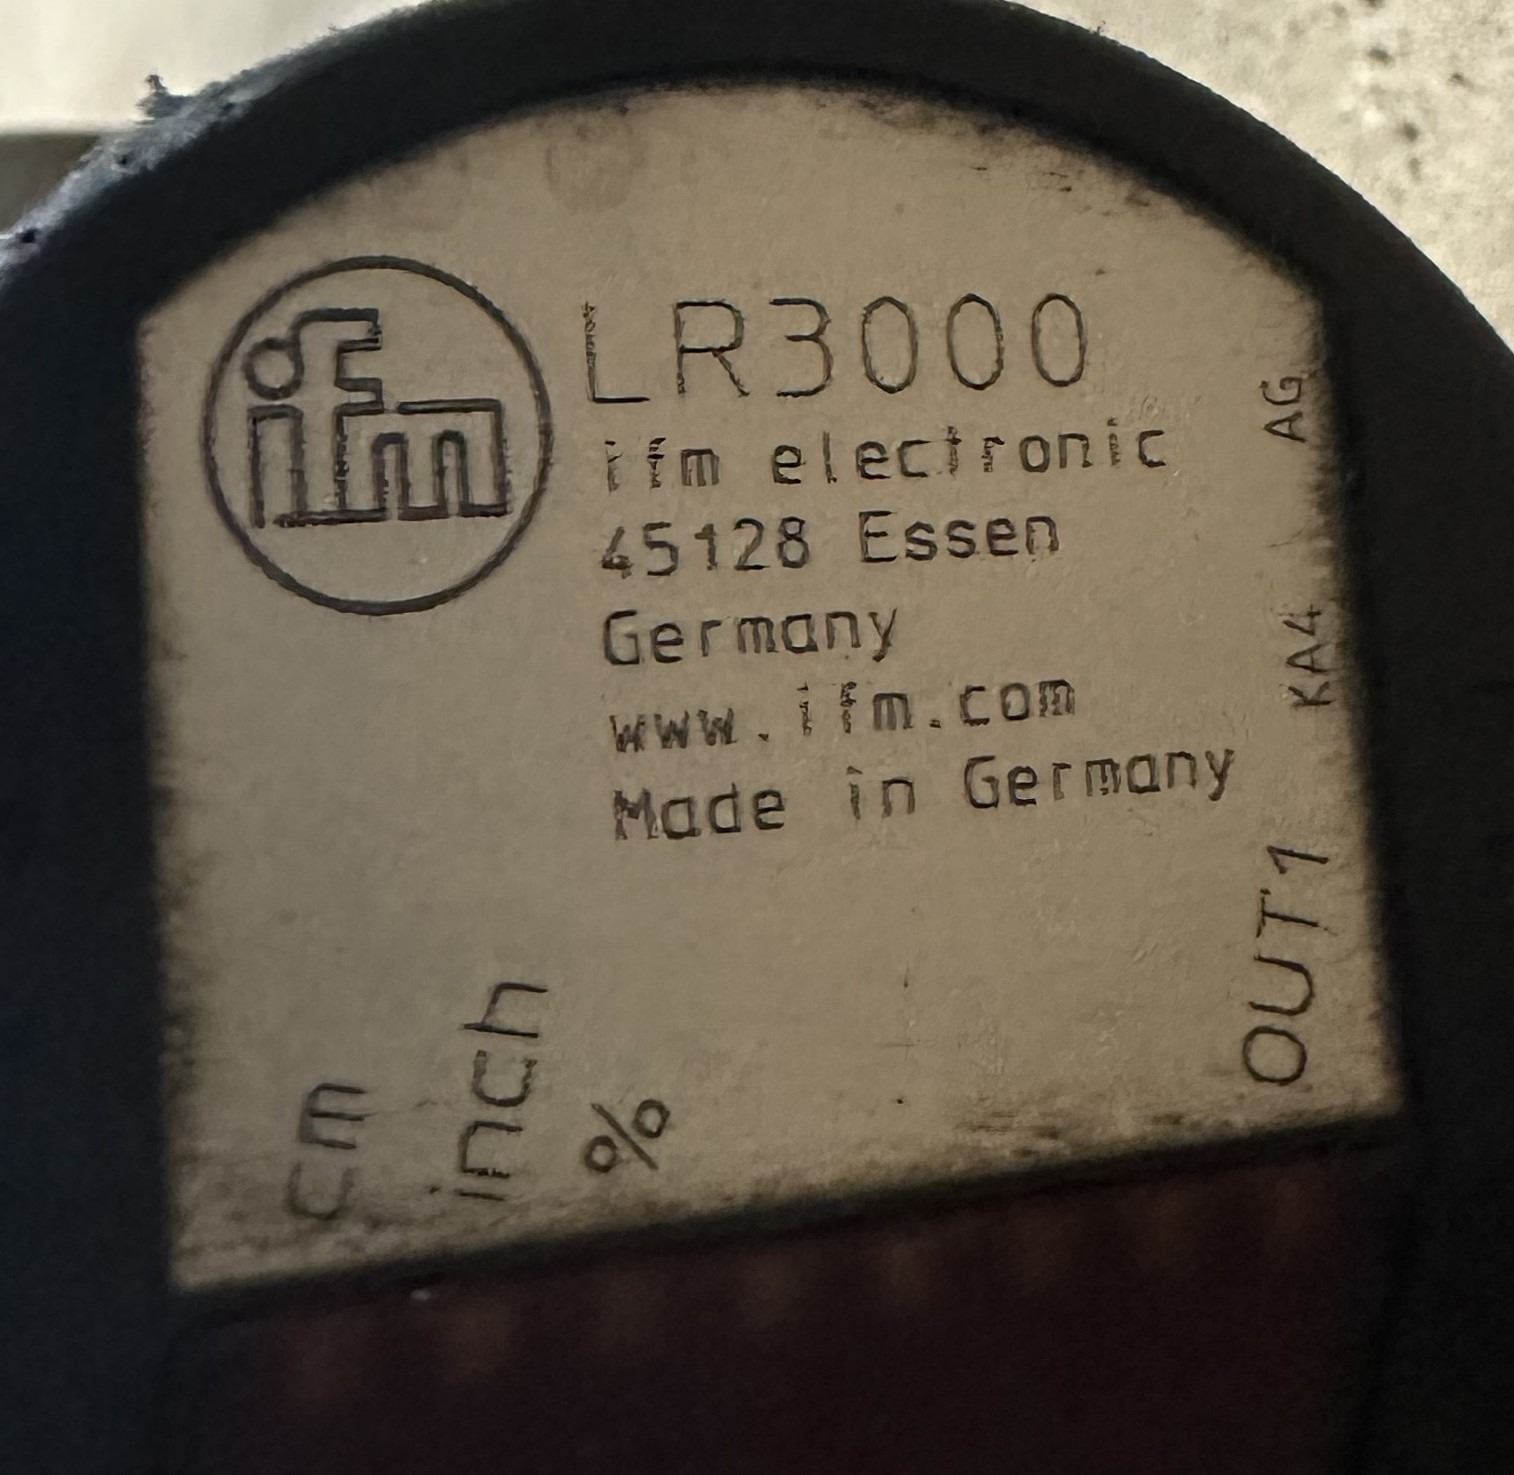 ifm
LR3000
ifm electronic
45128 Essen
Germany
www.ifm.com
Made in Germany
AG
KA4
OUT1
cm
inch
%